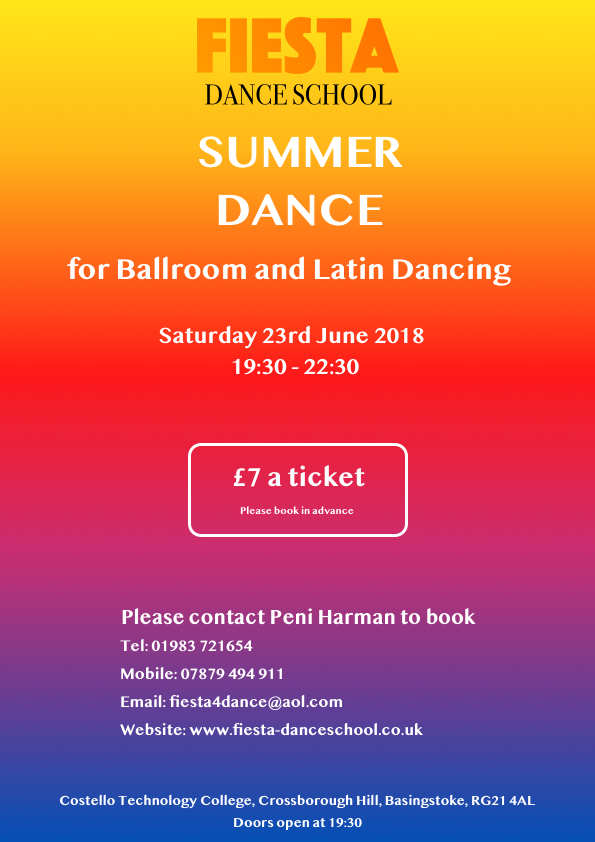 FIESTA
DANCE SCHOOL
SUMMER
DANCE
for Ballroom and Latin Dancing
Saturday 23rd June 2018
19:30 - 22:30
£7 a ticket
Please book in advance
Please contact Peni Harman to book
Tel: 01983 721654
Mobile: 07879 494 911
Email: fiesta4dance@aol.com
Website: www.fiesta-danceschool.co.uk
Costello Technology College, Crossborough Hill, Basingstoke, RG21 4AL
Doors open at 19:30